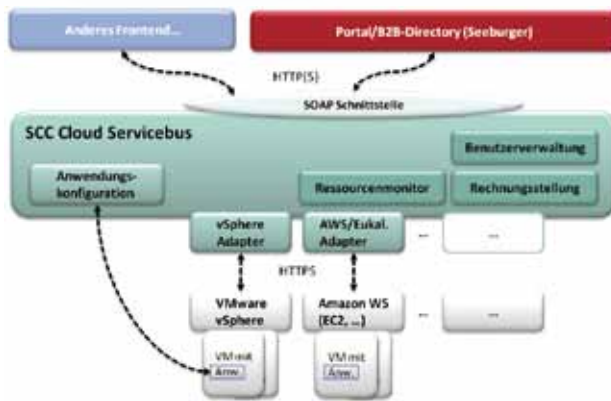 Anderes Frontend...
Portal/B2B-Directory (Seeburger)
HTTP(S)
SOAP Schnittstelle
SCC Cloud Servicebus
Benutzerverwaltung
Anwendungs-
konfiguration
Ressourcenmonitor
Rechnungsstellung
vSphere
Adapter
AWS/Eukal.
Adapter
...
...
HTTPS
VMware
vSphere
Amazon WS
(EC2, ...)
...
...
VM mit
Anw.
VM mit
Anw.